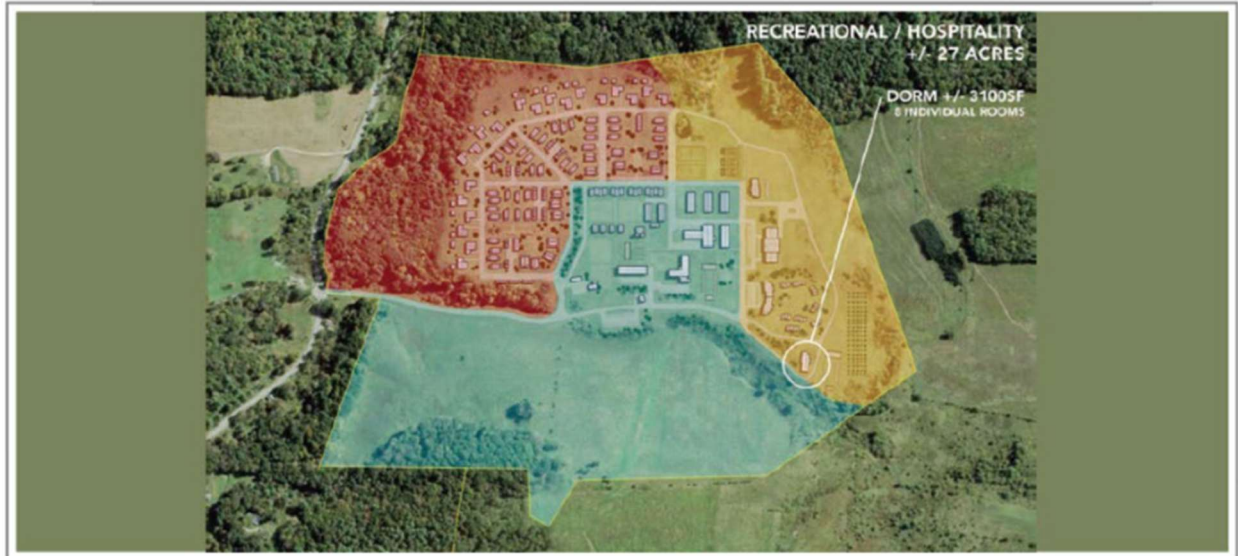 RECREATIONAL / HOSPITALITY
+/- 27 ACRES
DORM +/- 3100SF
8 INDIVIDUAL ROOMS